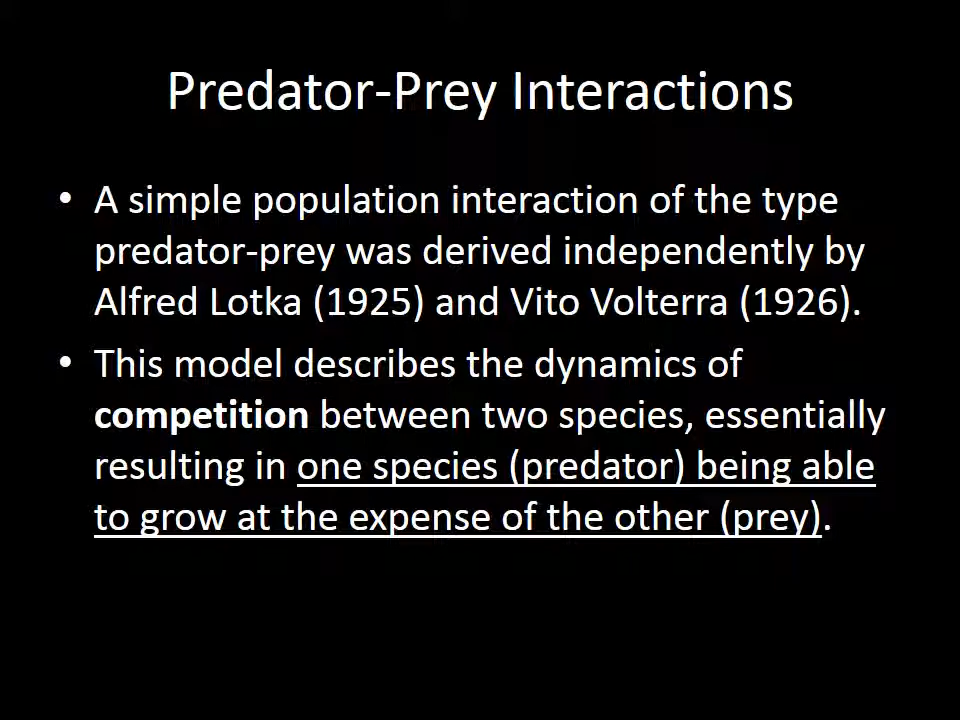 Predator-Prey Interactions
• A simple population interaction of the type
predator-prey was derived independently by
Alfred Lotka (1925) and Vito Volterra (1926).
• This model describes the dynamics of
competition between two species, essentially
resulting in one species (predator) being able
to grow at the expense of the other (prey).